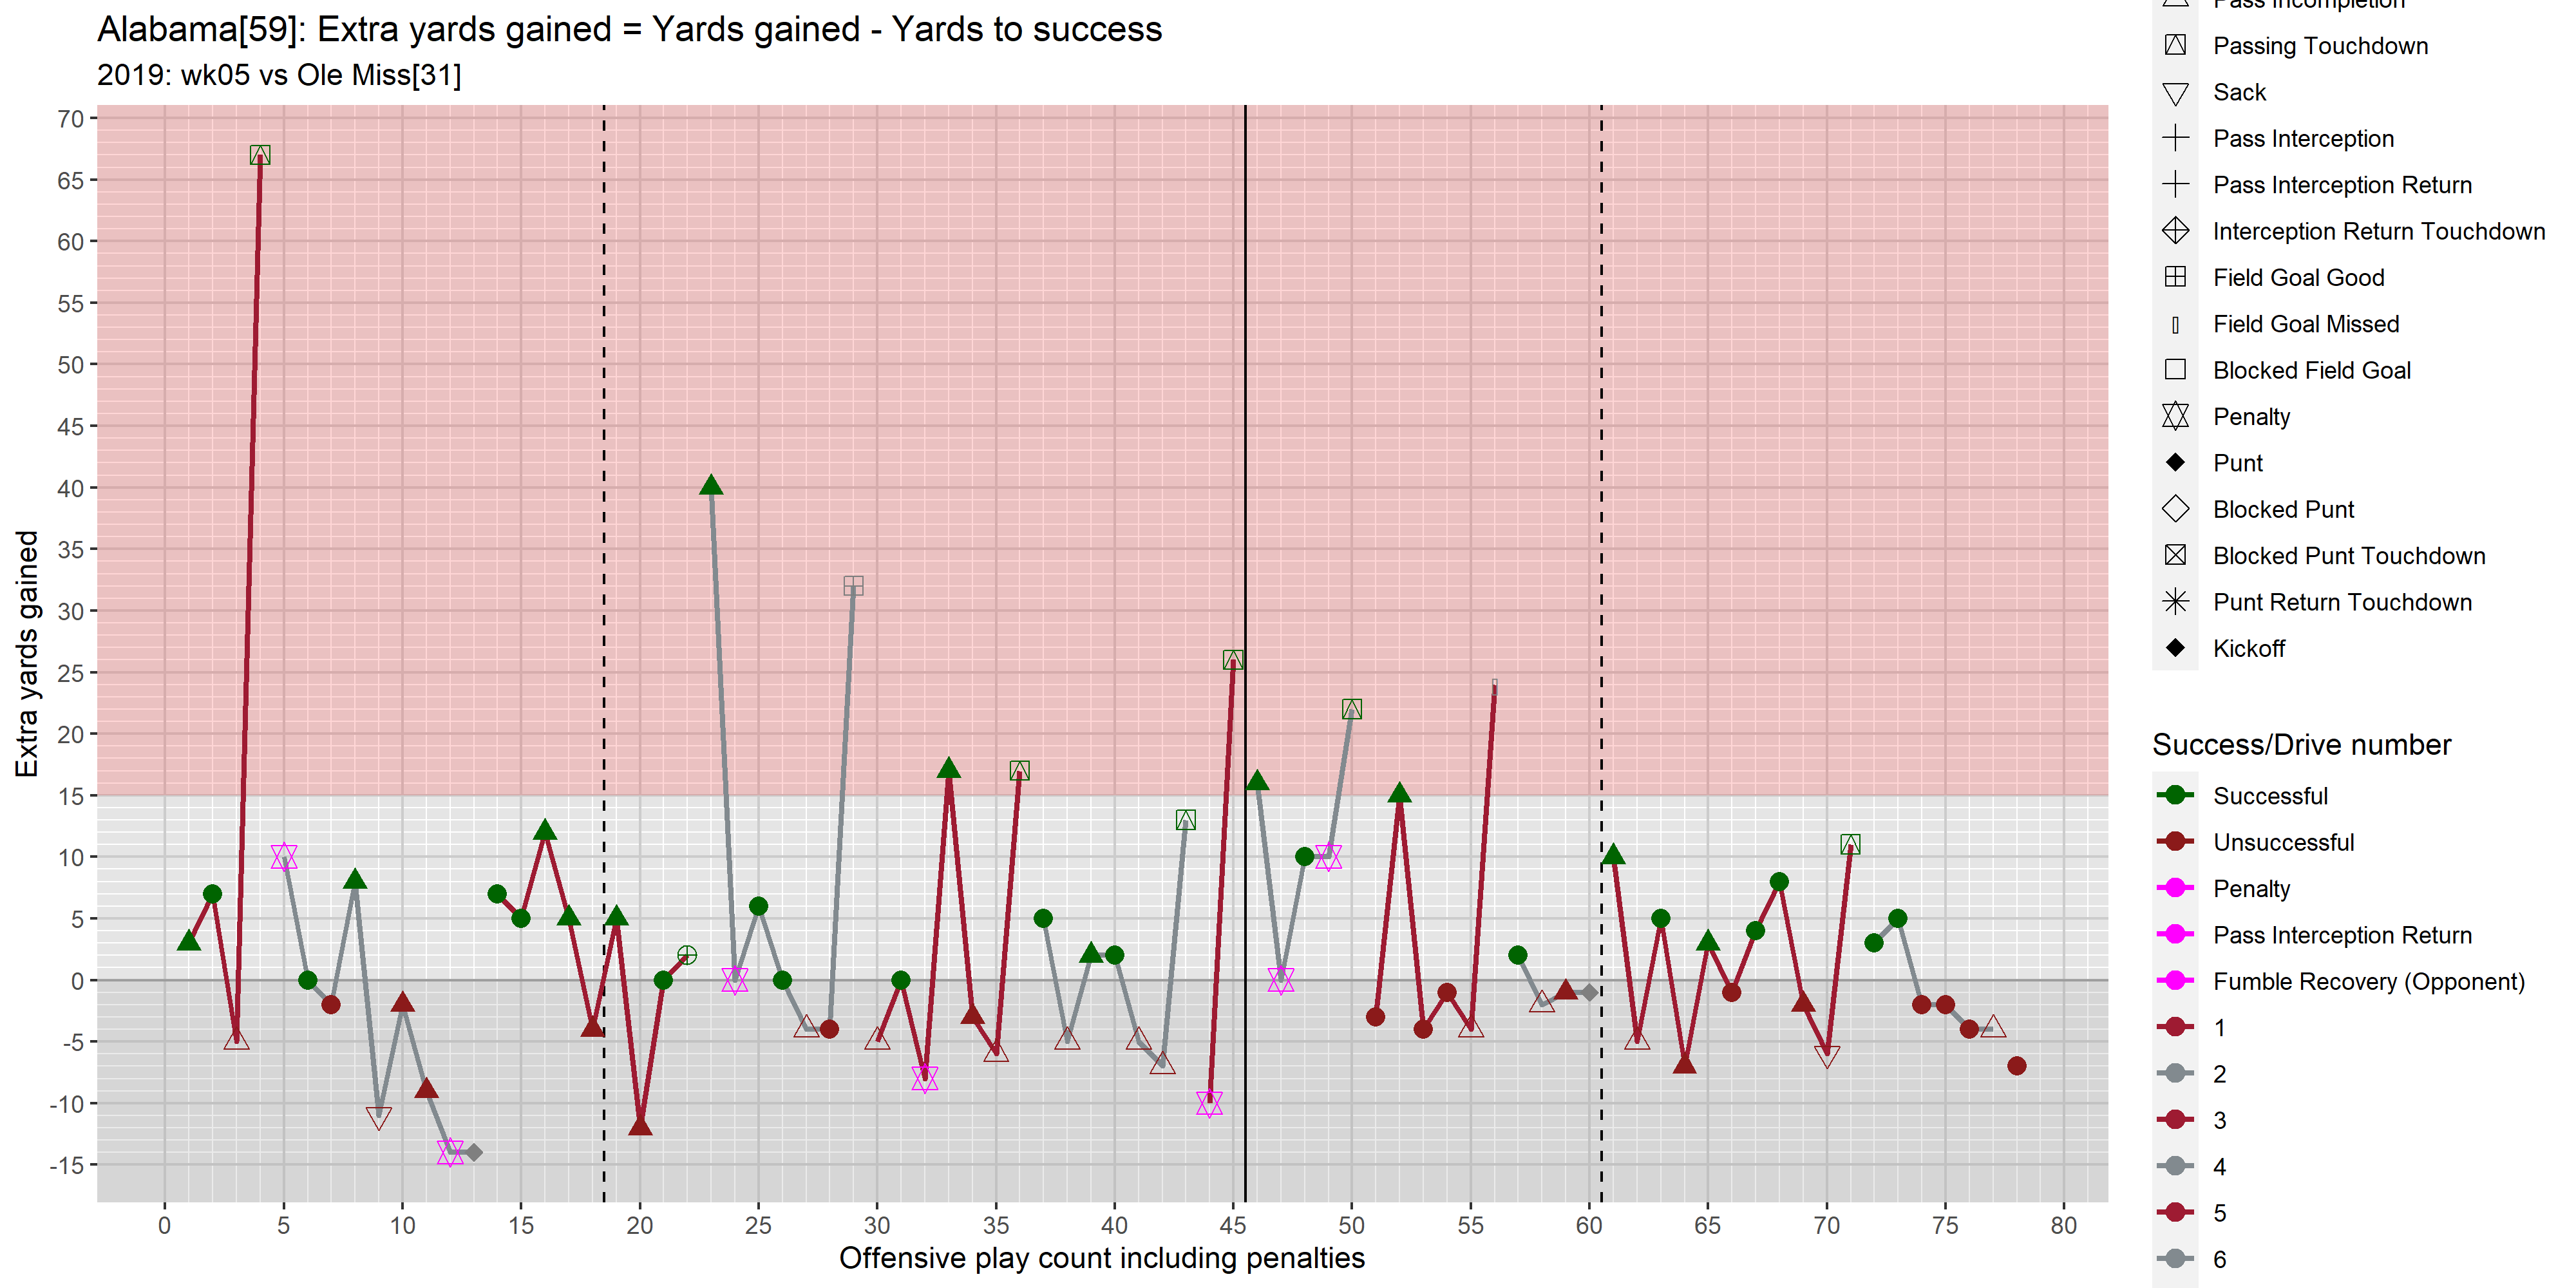 Alabama[59]: Extra yards gained = Yards gained - Yards to success
2019: wk05 vs Ole Miss[31]
Extra yards gained
70
65
60
55
50
45
40
35
30
25
20
15
10
5
0
-5
-10
-15
0 5 10 15 20 25 30 35 40 45 50 55 60 65 70 75 80
Offensive play count including penalties
Pass Incompletion
Passing Touchdown
Sack
Pass Interception
Pass Interception Return
Interception Return Touchdown
Field Goal Good
Field Goal Missed
Blocked Field Goal
Penalty
Punt
Blocked Punt
Blocked Punt Touchdown
Punt Return Touchdown
Kickoff
Success/Drive number
Successful
Unsuccessful
Penalty
Pass Interception Return
Fumble Recovery (Opponent)
1
2
3
4
5
6